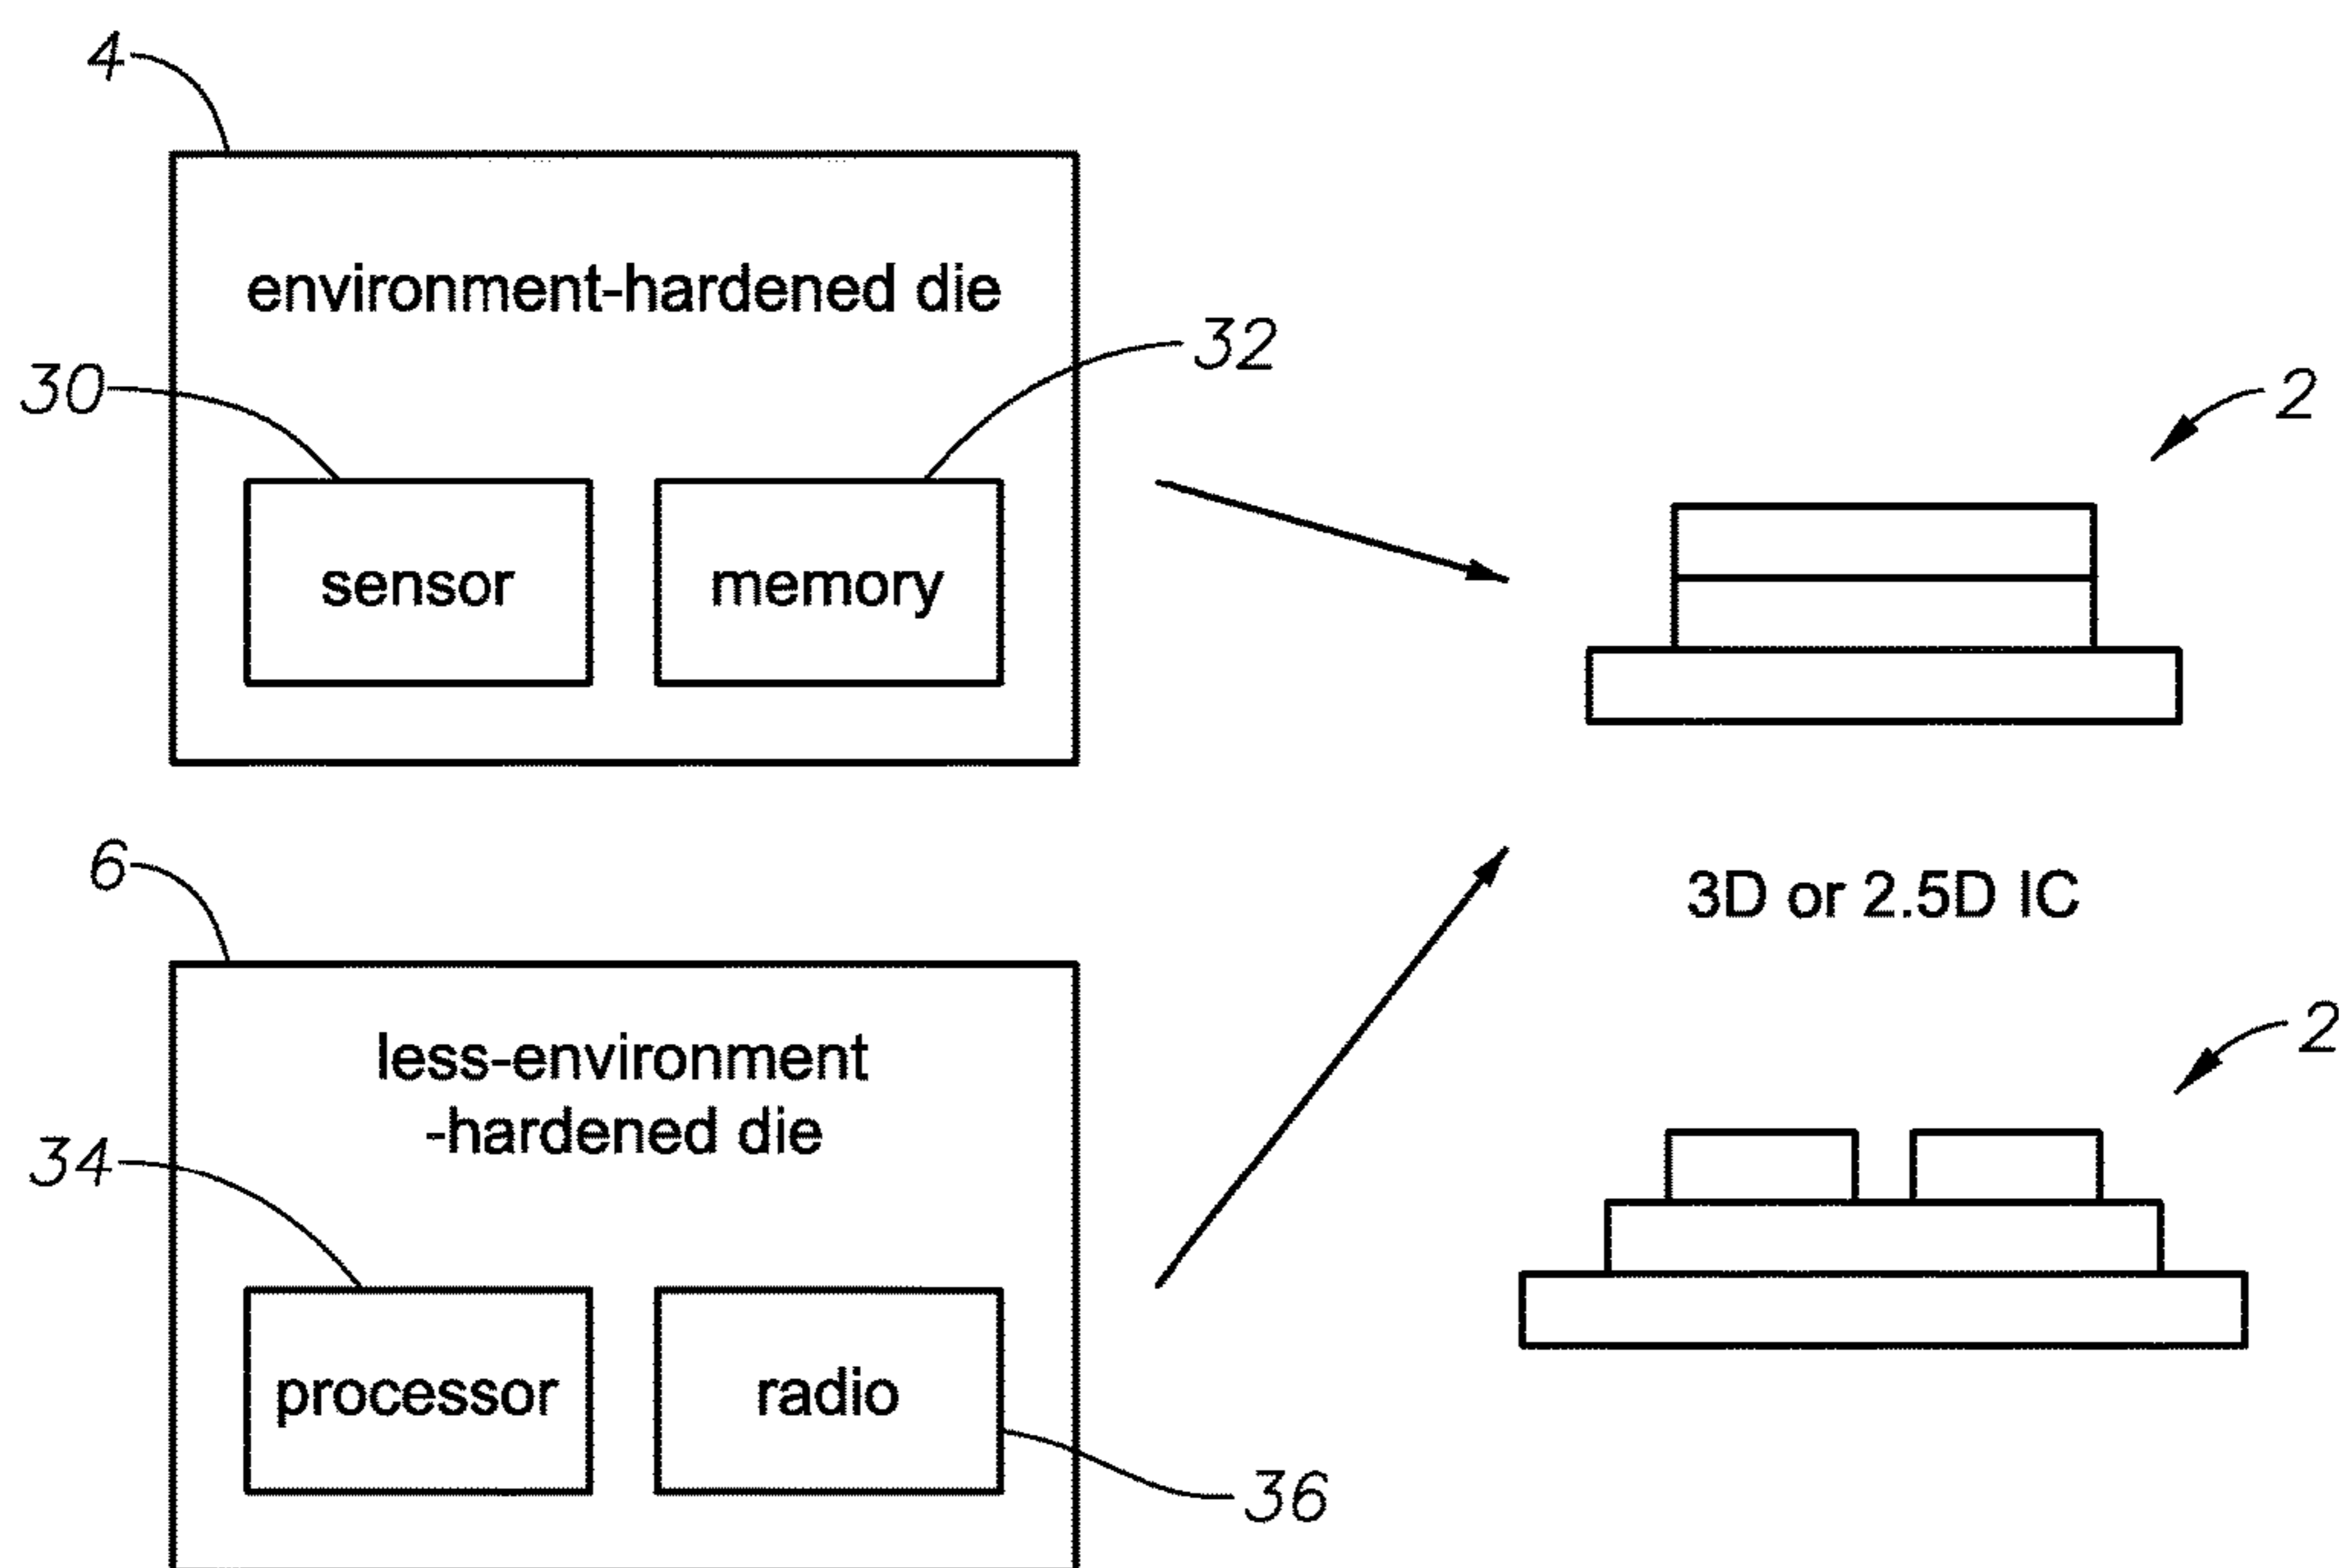 4
environment-hardened die
32
30
2
sensor
memory
6
3D or 2.5D IC
less-environment
-hardened die
2
34
processor
radio
36